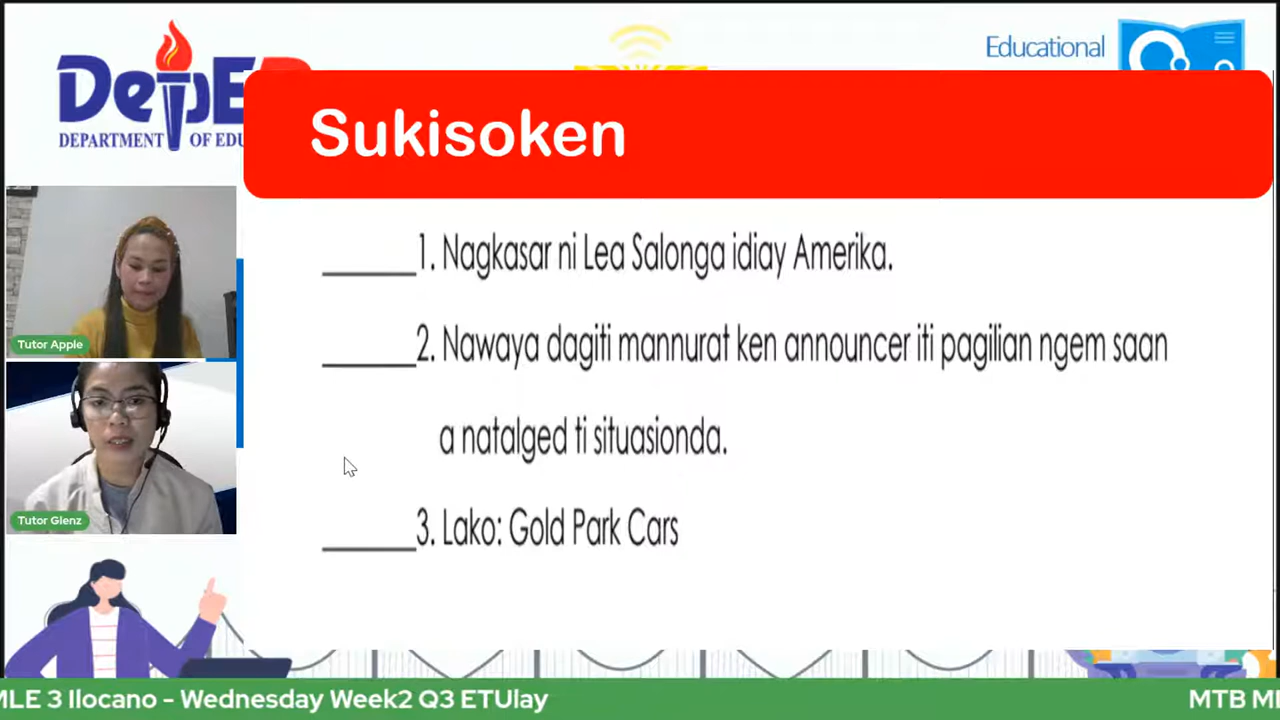 DepE
DEPARTMENT OF EDU
Educational
Sukisoken
______1. Nagkasar ni Lea Salonga idiay Amerika.
______2. Nawaya dagiti mannurat ken announcer iti pagilian ngem saan
a natalged ti situasionda.
______3. Lako: Gold Park Cars
Tutor Apple
Tutor Glenz
MLE 3 Ilocano - Wednesday Week2 Q3 ETUlay
MTB ML